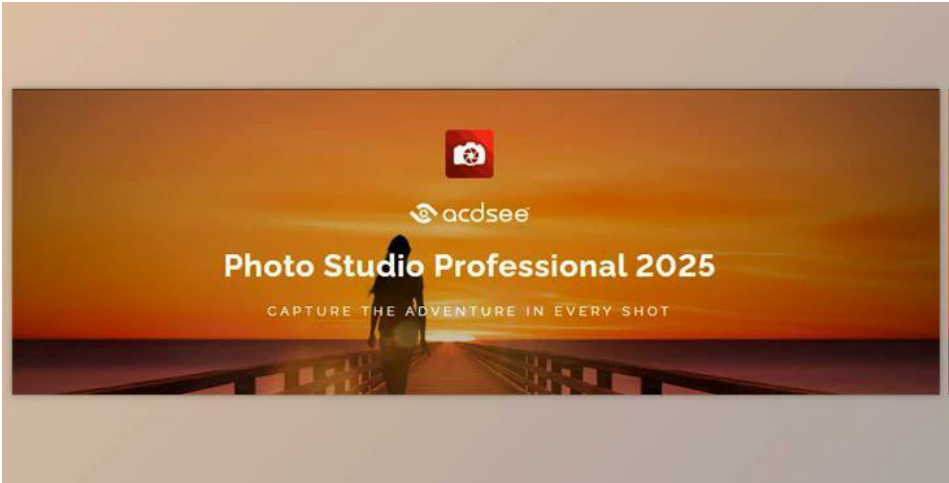 acdsee
Photo Studio Professional 2025
CAPTURE THE ADVENTURE IN EVERY SHOT